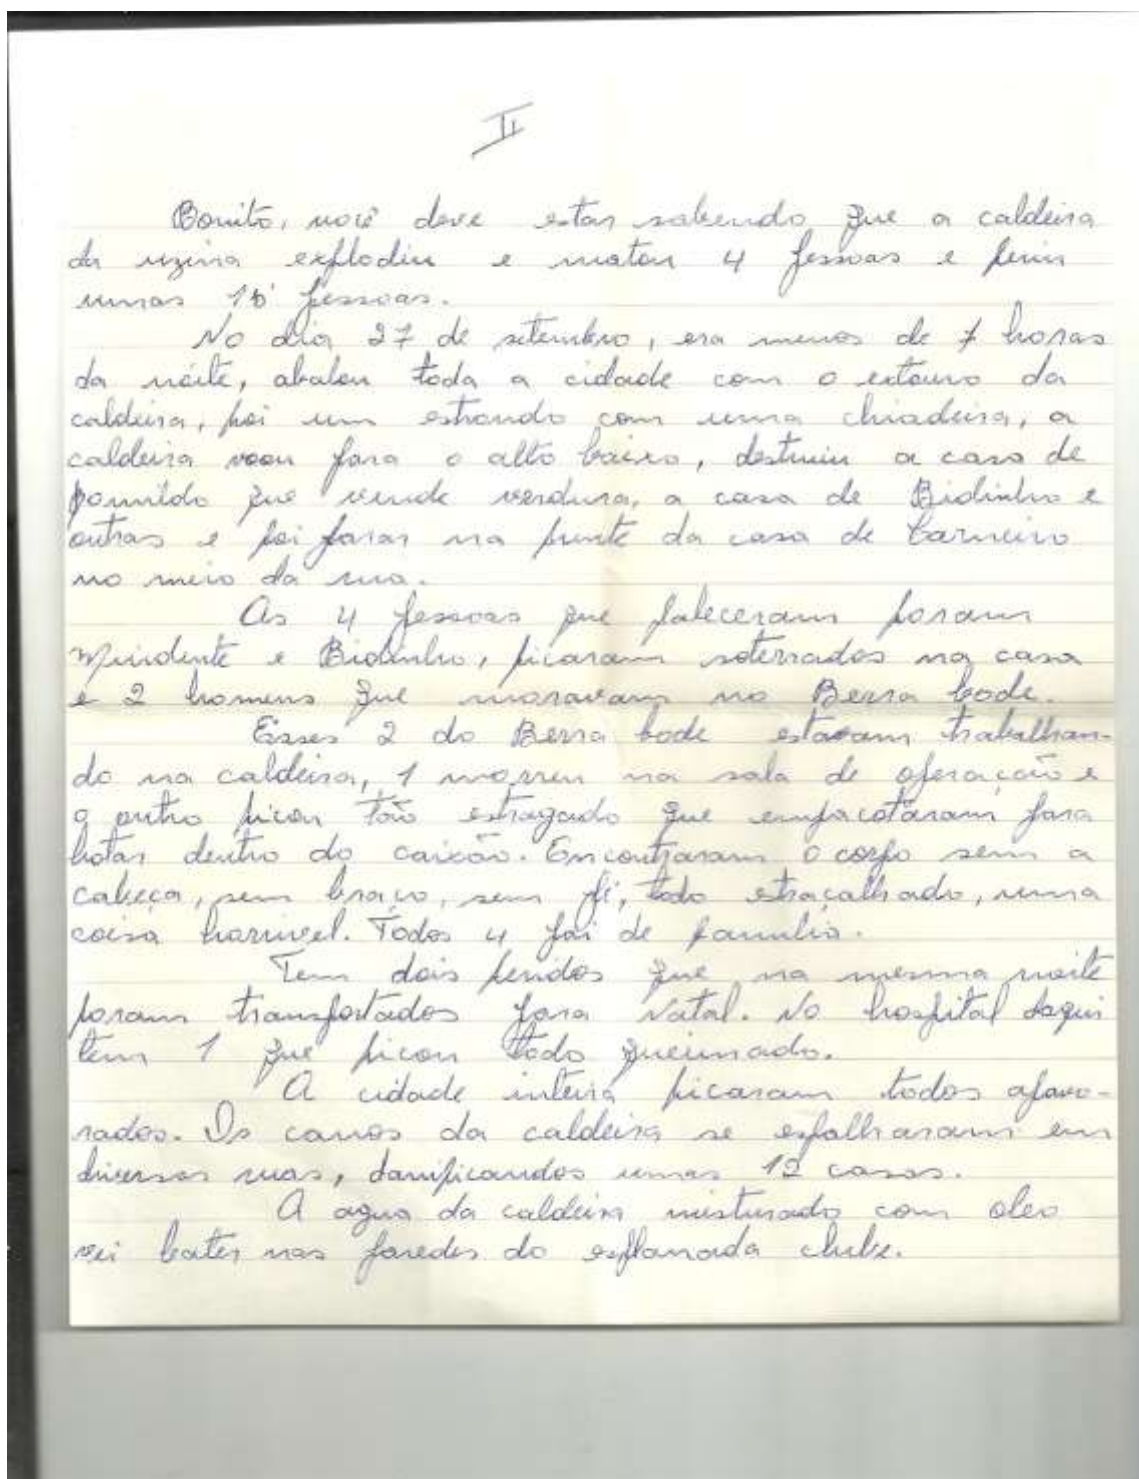 II
Bonito, você deve estar sabendo que a caldeira
da uzina explodiu e matou 4 pessoas e feriu
umas 15 pessoas.
No dia 27 de setembro, era menos de 7 horas
da noite, abalou toda a cidade com o estouro da
caldeira, foi um estrondo com uma chiadeira, a
caldeira voou para o alto baixo, destruiu a casa de
que vende verdura, a casa de Bidinho e
outras e foi parar na frente da casa de Carneiro
no meio da rua.
As 4 pessoas que faleceram foram
e Bidinho, ficaram soterrados na casa
e 2 homens que moravam no Berra bode.
Esses 2 do Berra bode estavam trabalhan-
do na caldeira, 1 morreu na sala de operação e
o outro ficou tão estragado que empacotaram para
botar dentro do caixão. Encontraram o corpo sem a
cabeça, sem braço, sem pé, todo estraçalhado, uma
coisa horrivel. Todos 4 pai de familia.
Tem dois feridos que na mesma noite
foram transportados para Natal. No hospital daqui
tem 1 que ficou todo queimado.
A cidade inteira ficaram todos apavo-
rados. Os canos da caldeira se espalharam em
diversas ruas, danificandos umas 12 casas.
A agua da caldeira misturado com oleo
vei bater nas paredes do esplanada clube.